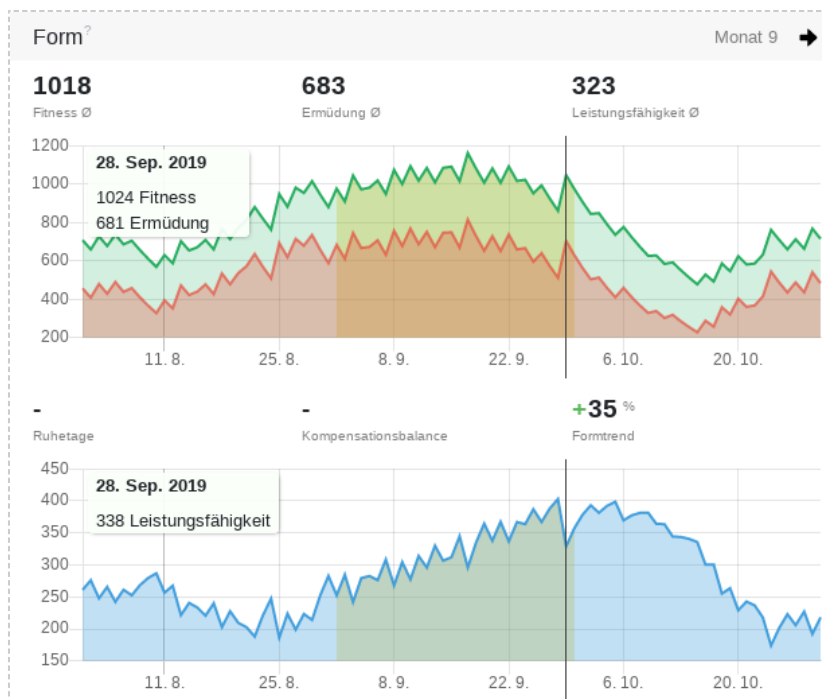 Form?
Monat 9
1018 683 323
Fitness Ø Ermüdung Ø Leistungsfähigkeit Ø
1200
1000
800
600
400
200
28. Sep. 2019
1024 Fitness
681 Ermüdung
11. 8. 25. 8. 8. 9. 22. 9. 6. 10. 20. 10.
- - +35 %
Ruhetage Kompensationsbalance Formtrend
450
400
350
300
250
200
150
28. Sep. 2019
338 Leistungsfähigkeit
11. 8. 25. 8. 8. 9. 22. 9. 6. 10. 20. 10.